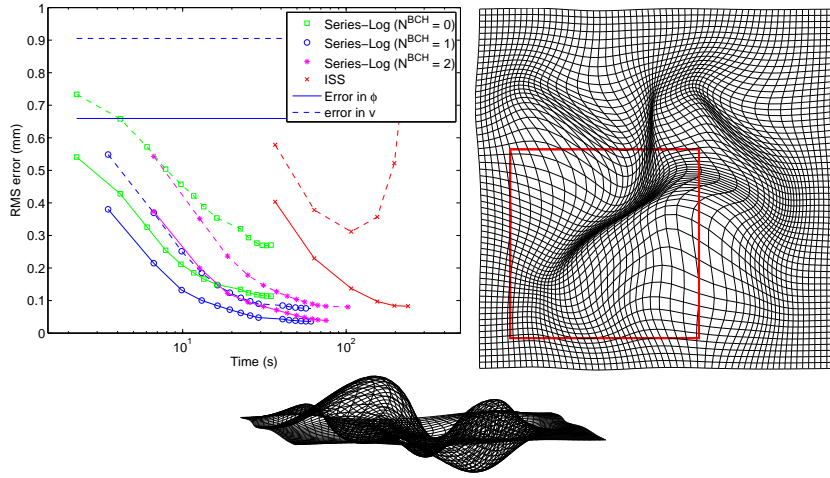 1
0.9
0.8
0.7
0.6
0.5
0.4
0.3
0.2
0.1
0
RMS error (mm)
10^1
10^2
Time (s)
Series−Log (N^BCH = 0)
Series−Log (N^BCH = 1)
Series−Log (N^BCH = 2)
ISS
Error in ϕ
error in v